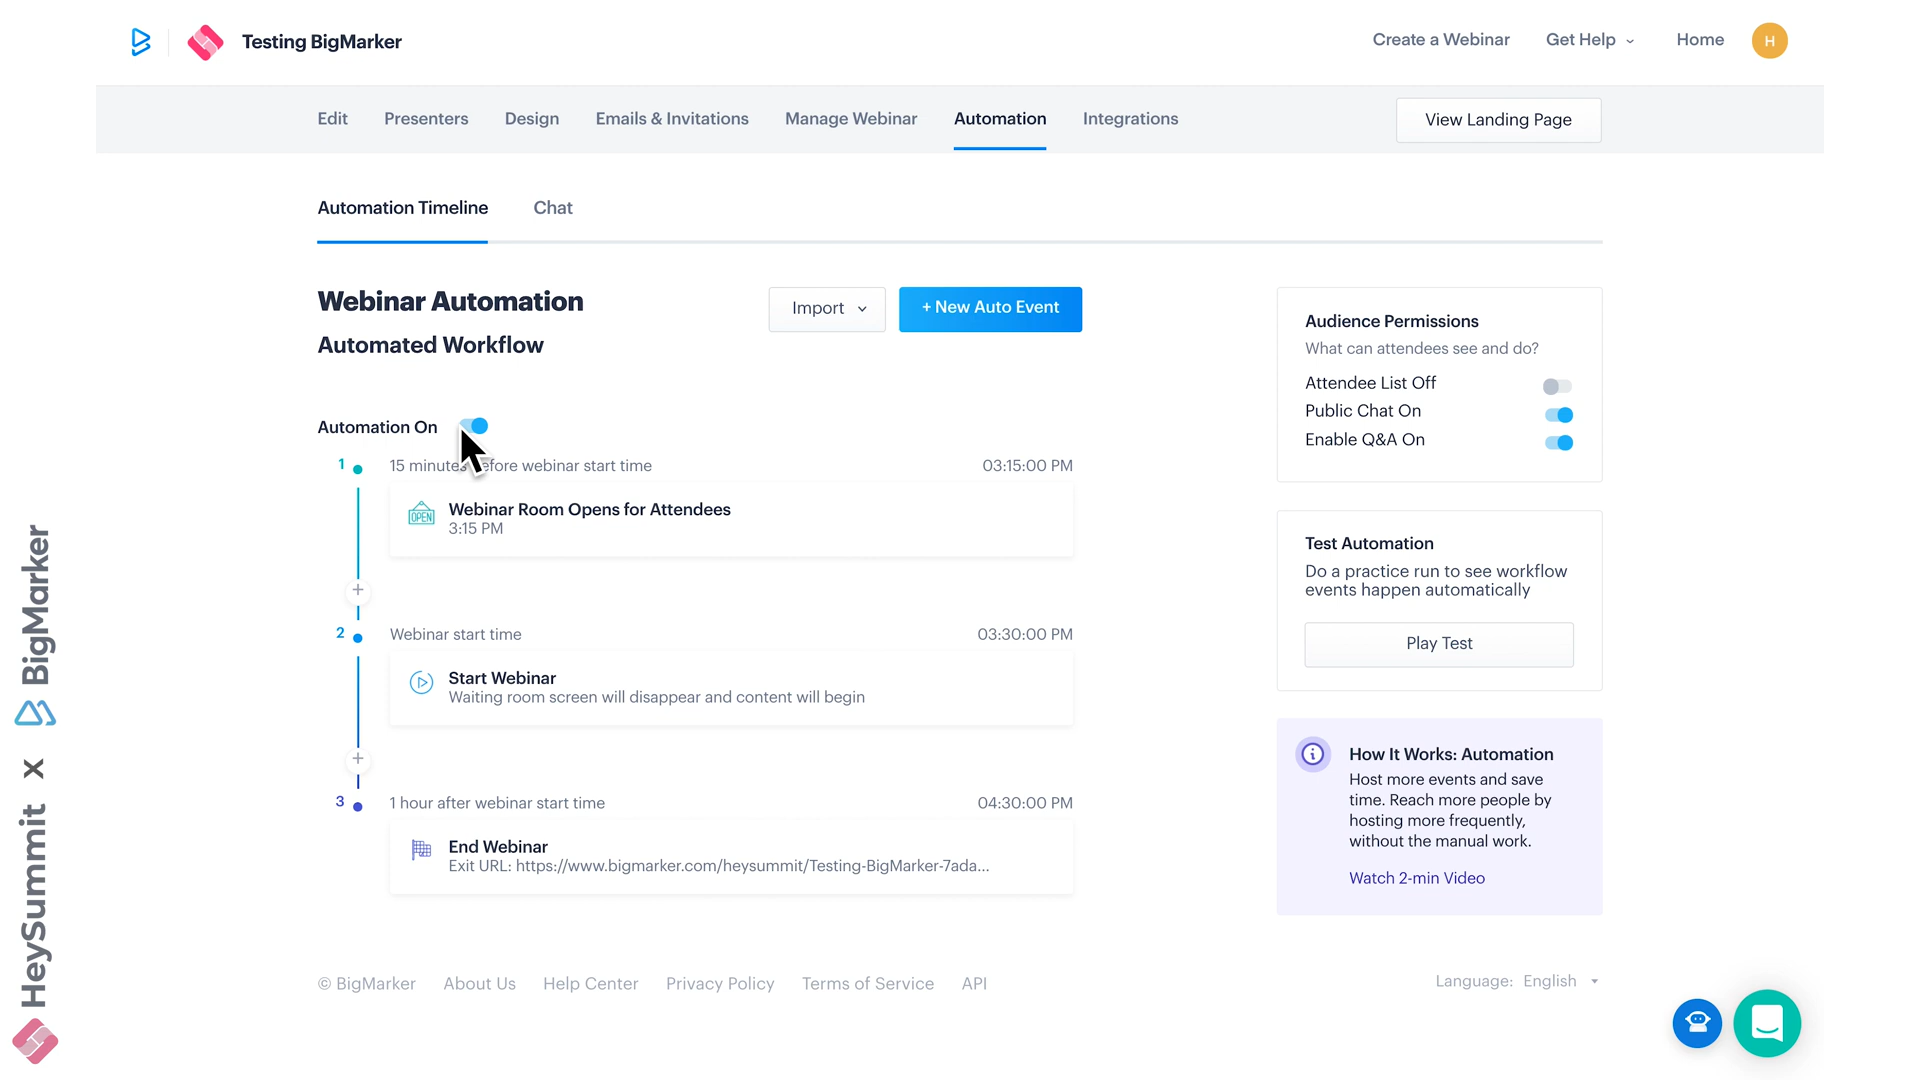 Testing BigMarker
Create a Webinar
Get Help
Home
H
Edit
Presenters
Design
Emails & Invitations
Manage Webinar
Automation
Integrations
View Landing Page
Automation Timeline
Chat
Webinar Automation
Automated Workflow
Import
+ New Auto Event
Automation On
1
15 minutes before webinar start time
03:15:00 PM
OPEN
Webinar Room Opens for Attendees
3:15 PM
+
2
Webinar start time
03:30:00 PM
Start Webinar
Waiting room screen will disappear and content will begin
+
3
1 hour after webinar start time
04:30:00 PM
End Webinar
Exit URL: https://www.bigmarker.com/heysummit/Testing-BigMarker-7ada...
Audience Permissions
What can attendees see and do?
Attendee List Off
Public Chat On
Enable Q&A On
Test Automation
Do a practice run to see workflow
events happen automatically
Play Test
How It Works: Automation
Host more events and save
time. Reach more people by
hosting more frequently,
without the manual work.
Watch 2-min Video
© BigMarker
About Us
Help Center
Privacy Policy
Terms of Service
API
Language: English
HeySummit X BigMarker